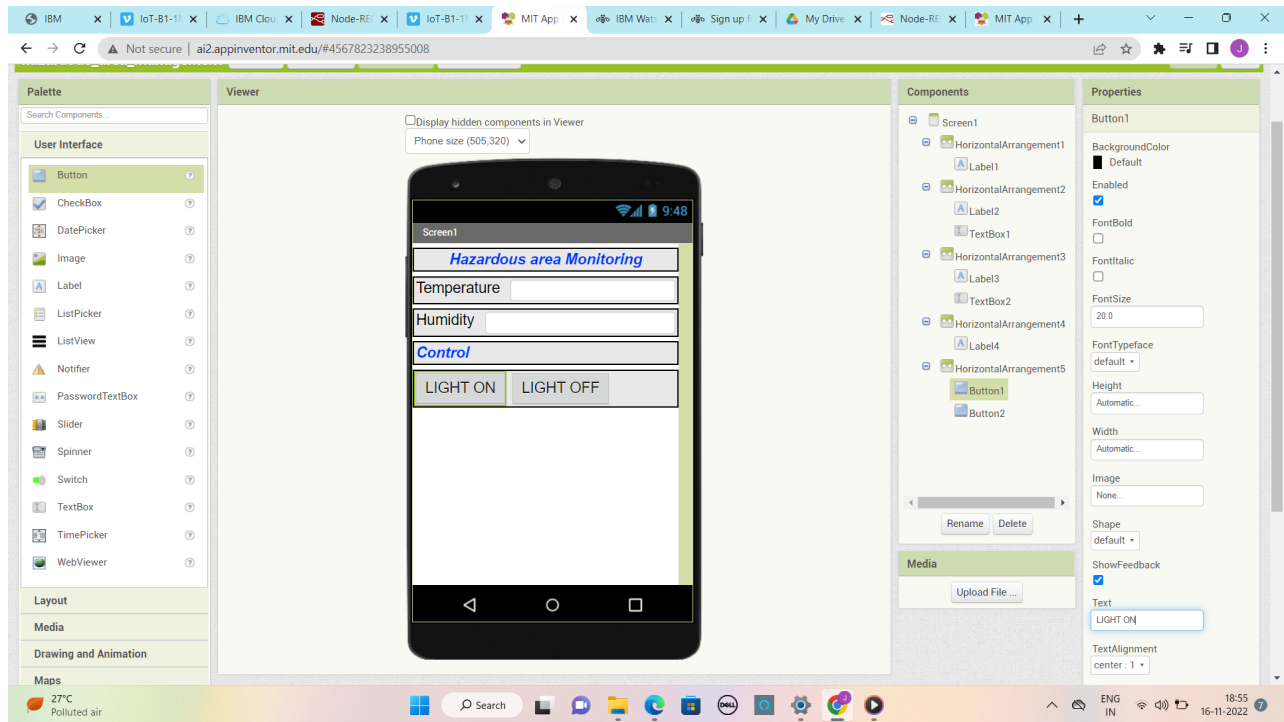 IBM
IoT-B1-1
IBM Clou
Node-RE
IoT-B1-1
MIT App
IBM Wats
Sign up f
My Drive
Node-RE
MIT App
Not secure | ai2.appinventor.mit.edu/#4567823238955008
Palette
Viewer
Components
Properties
Search Components...
User Interface
Button
CheckBox
DatePicker
Image
Label
ListPicker
ListView
Notifier
PasswordTextBox
Slider
Spinner
Switch
TextBox
TimePicker
WebViewer
Layout
Media
Drawing and Animation
Maps
Display hidden components in Viewer
Phone size (505,320)
9:48
Screen1
Hazardous area Monitoring
Temperature
Humidity
Control
LIGHT ON LIGHT OFF
Screen1
HorizontalArrangement1
Label1
HorizontalArrangement2
Label2
TextBox1
HorizontalArrangement3
Label3
TextBox2
HorizontalArrangement4
Label4
HorizontalArrangement5
Button1
Button2
Rename Delete
Media
Upload File ...
Button1
BackgroundColor
Default
Enabled
FontBold
FontItalic
FontSize
20.0
FontTypeface
default
Height
Automatic...
Width
Automatic...
Image
None...
Shape
default
ShowFeedback
Text
LIGHT ON
TextAlignment
center : 1
27°C
Polluted air
Search
DELL
ENG
IN
18:55
16-11-2022
7